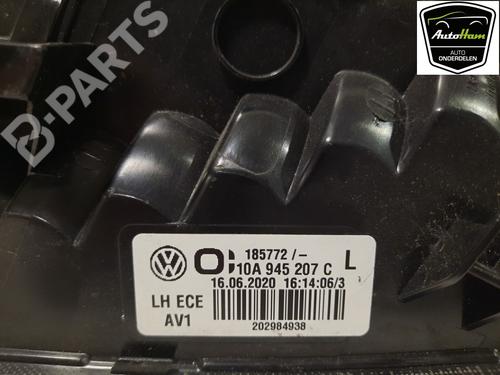 AutoHam
AUTO
ONDERDELEN
B-PARTS
185772 /-
10A 945 207 C L
16.06.2020 16:14:06/3
LH ECE
AV1
202984938